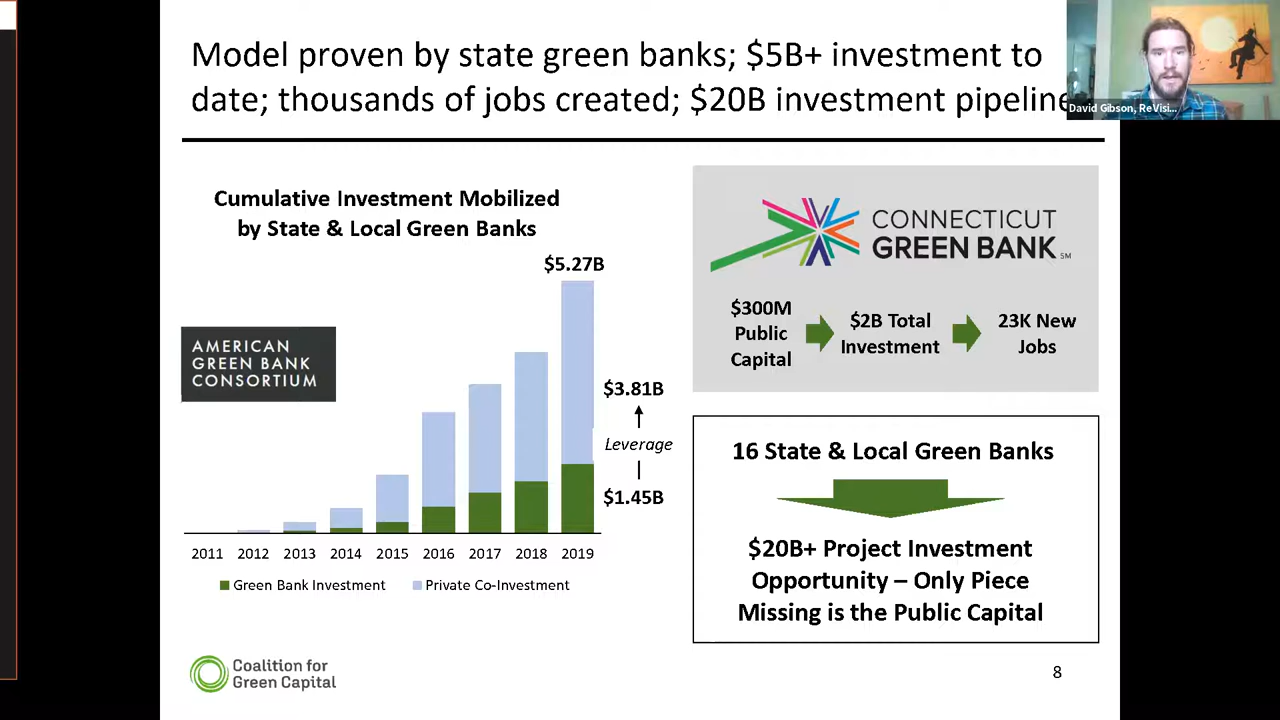 Model proven by state green banks; $5B+ investment to
date; thousands of jobs created; $20B investment pipeline
David Gibson, ReVisi...
Cumulative Investment Mobilized
by State & Local Green Banks
$5.27B
AMERICAN
GREEN BANK
CONSORTIUM
$3.81B
Leverage
$1.45B
2011 2012 2013 2014 2015 2016 2017 2018 2019
Green Bank Investment Private Co-Investment
CONNECTICUT
GREEN BANK SM
$300M
Public
Capital
$2B Total
Investment
23K New
Jobs
16 State & Local Green Banks
$20B+ Project Investment
Opportunity – Only Piece
Missing is the Public Capital
Coalition for
Green Capital
8